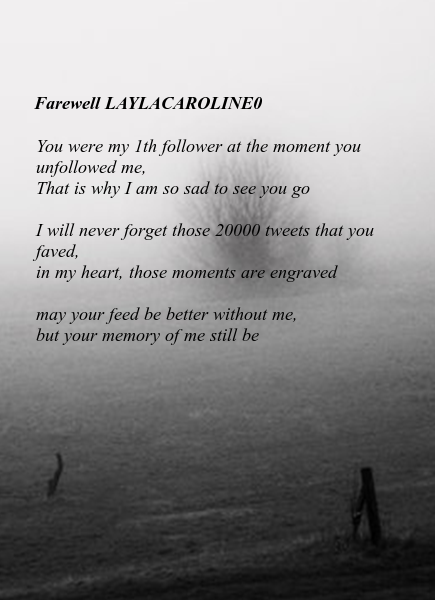 Farewell LAYLACAROLINE0
You were my 1th follower at the moment you
unfollowed me,
That is why I am so sad to see you go
I will never forget those 20000 tweets that you
faved,
in my heart, those moments are engraved
may your feed be better without me,
but your memory of me still be